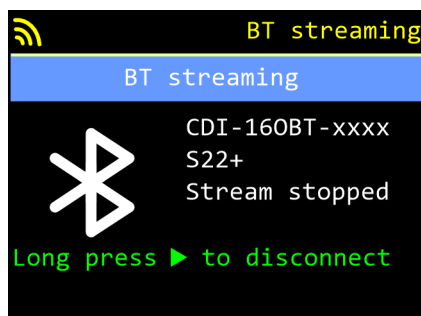 BT streaming
BT streaming
CDI-16OBT-xxxx
S22+
Stream stopped
Long press ▶ to disconnect